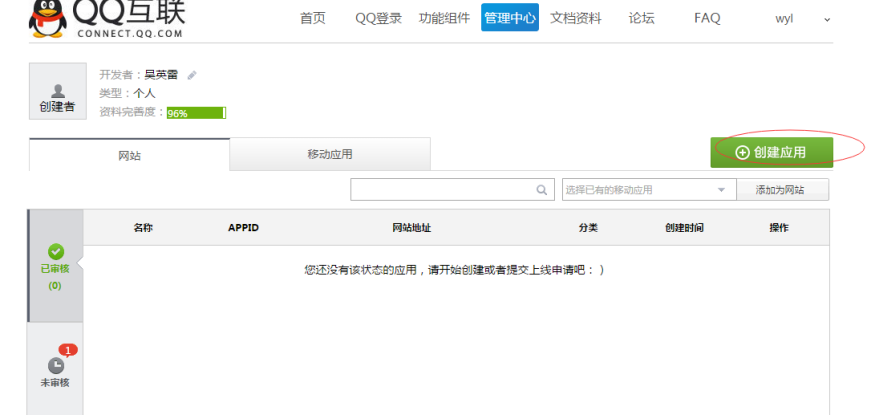 QQ互联
CONNECT.QQ.COM
首页 QQ登录 功能组件 管理中心 文档资料 论坛 FAQ wyl
开发者：吴英雷
类型：个人
创建者
资料完善度：96%
网站 移动应用 创建应用
选择已有的移动应用 添加为网站
名称 APPID 网站地址 分类 创建时间 操作
已审核
(0)
您还没有该状态的应用，请开始创建或者提交上线申请吧：）
1
未审核